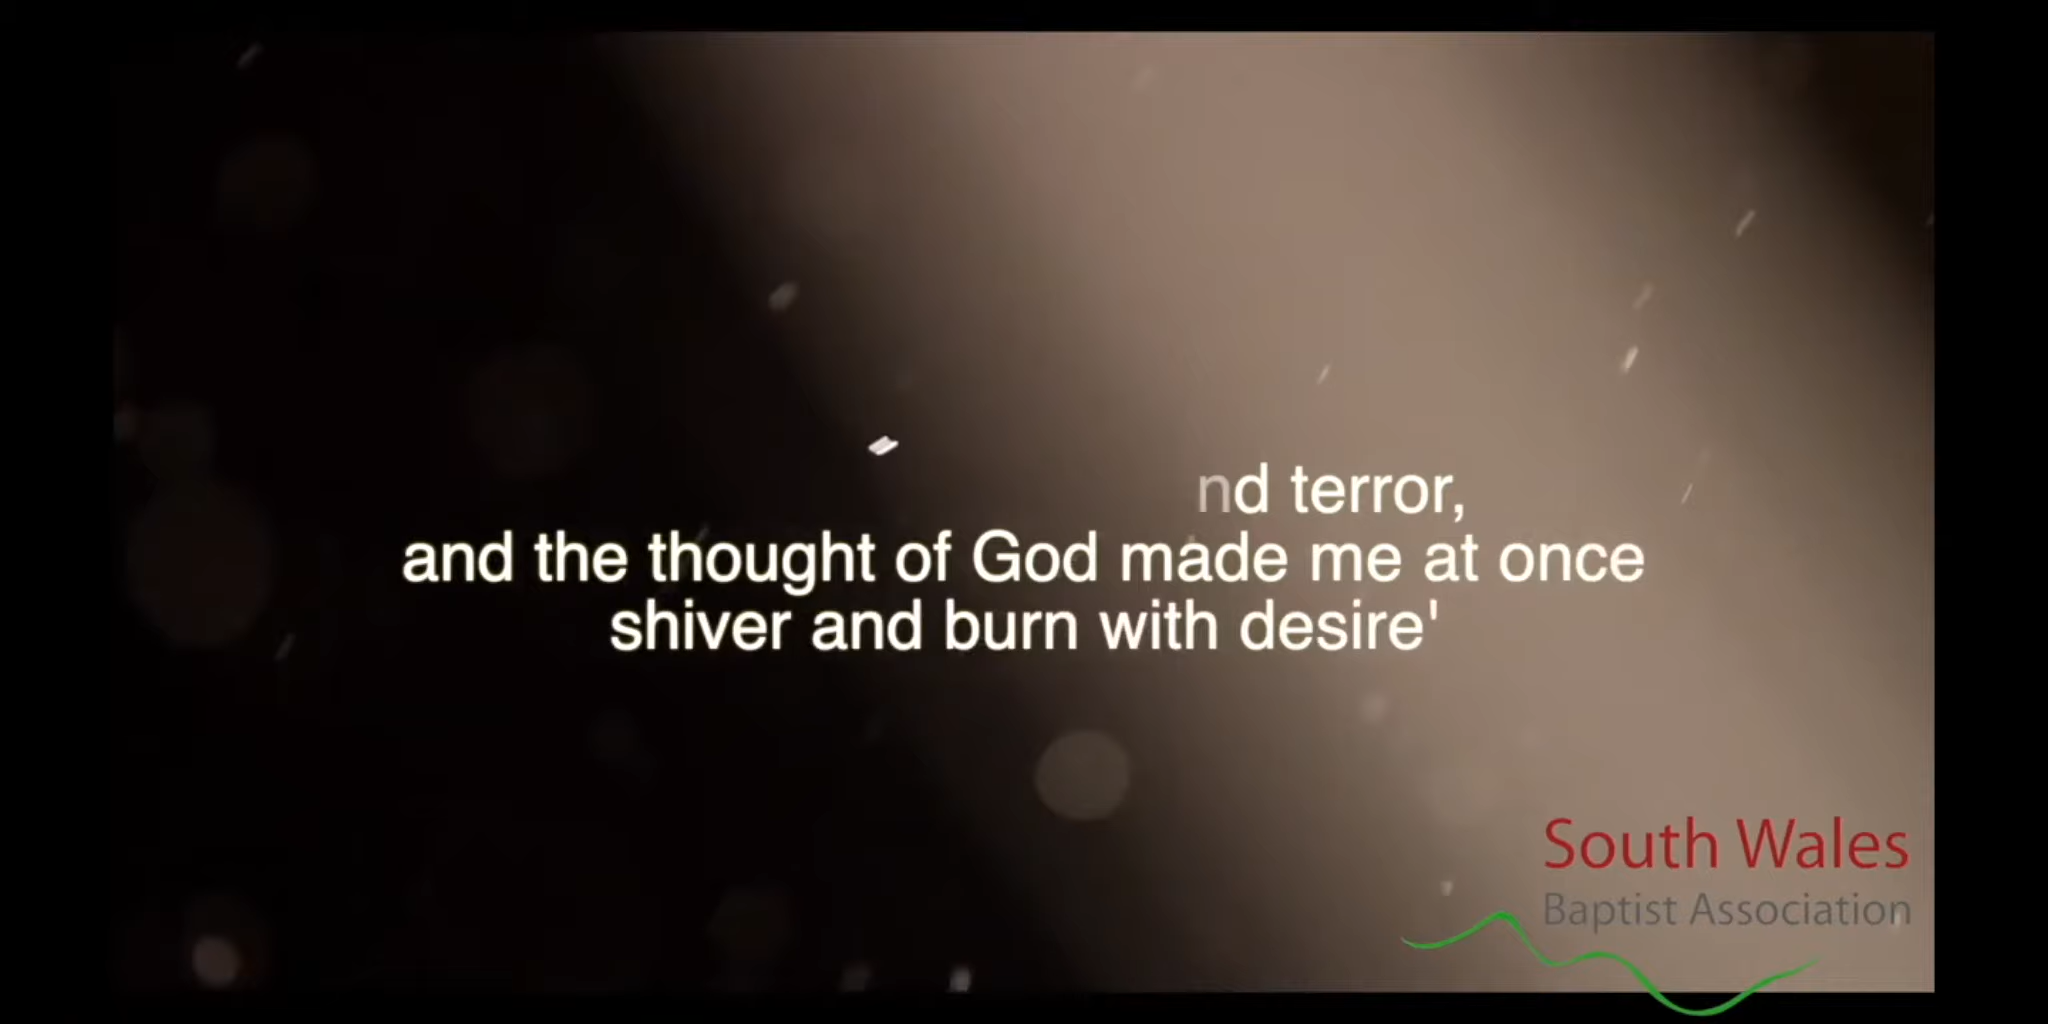 nd terror,
and the thought of God made me at once
shiver and burn with desire'
South Wales
Baptist Association